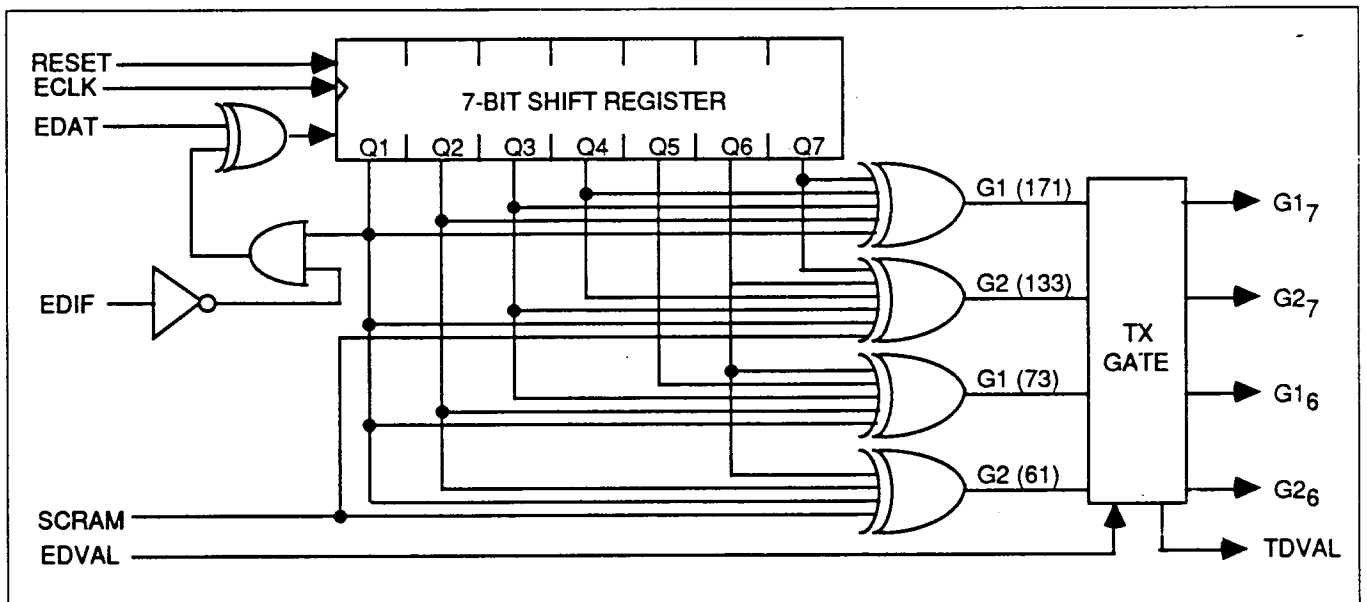 RESET
ECLK
EDAT
7-BIT SHIFT REGISTER
Q1 Q2 Q3 Q4 Q5 Q6 Q7
EDIF
G1 (171)
G2 (133)
G1 (73)
G2 (61)
TX
GATE
G1₇
G2₇
G1₆
G2₆
SCRAM
EDVAL
TDVAL